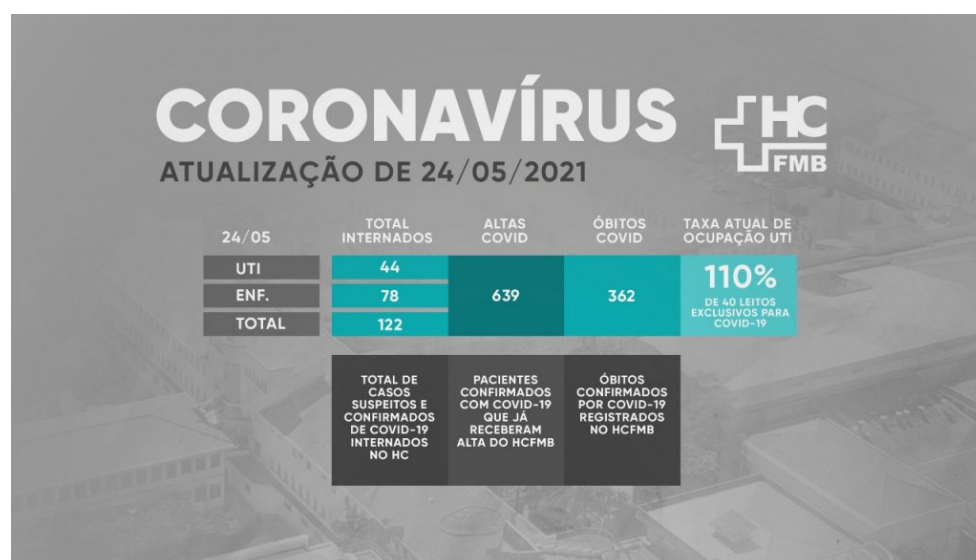 CORONAVÍRUS
HC
FMB
ATUALIZAÇÃO DE 24/05/2021
24/05
TOTAL
INTERNADOS
ALTAS
COVID
ÓBITOS
COVID
TAXA ATUAL DE
OCUPAÇÃO UTI
UTI
44
ENF.
78
TOTAL
122
639
362
110%
DE 40 LEITOS
EXCLUSIVOS PARA
COVID-19
TOTAL DE
CASOS
SUSPEITOS E
CONFIRMADOS
DE COVID-19
INTERNADOS
NO HC
PACIENTES
CONFIRMADOS
COM COVID-19
QUE JÁ
RECEBERAM
ALTA DO HCFMB
ÓBITOS
CONFIRMADOS
POR COVID-19
REGISTRADOS
NO HCFMB